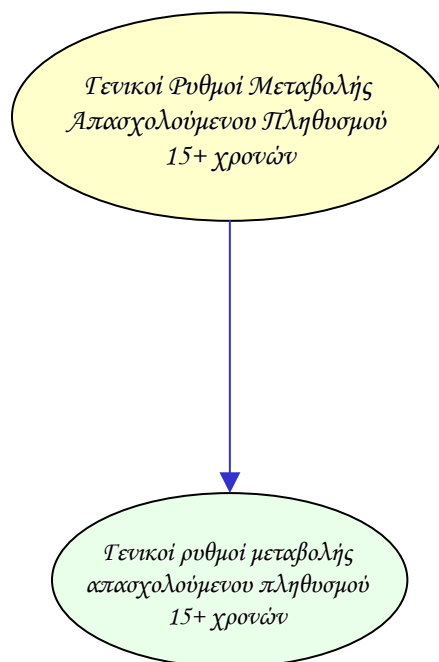 Γενικοί Ρυθμοί Μεταβολής
Απασχολούμενου Πληθυσμού
15+ χρονών
Γενικοί ρυθμοί μεταβολής
απασχολούμενου πληθυσμού
15+ χρονών